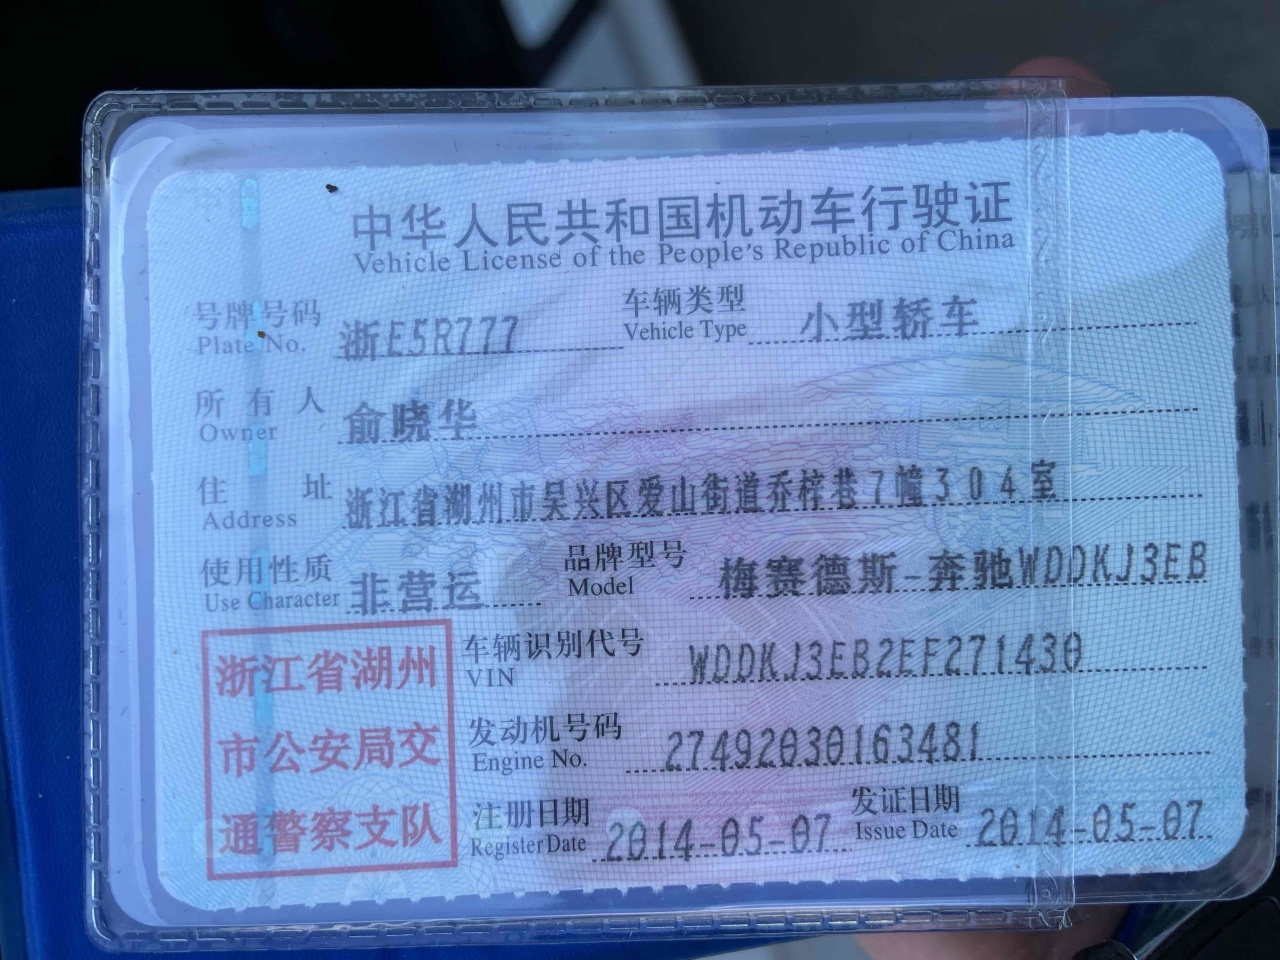 中华人民共和国机动车行驶证
Vehicle License of the People's Republic of China
号牌号码 浙E5R777 车辆类型 小型轿车
Plate No. Vehicle Type
所有人 俞晓华
Owner
住址 浙江省湖州市吴兴区爱山街道乔梓巷7幢304室
Address
使用性质 非营运 品牌型号 梅赛德斯-奔驰WDDKJ3EB
Use Character Model
浙江省湖州
市公安局交
通警察支队
车辆识别代号 WDDKJ3EB2EF271430
VIN
发动机号码 27492030163481
Engine No.
注册日期 2014-05-07 发证日期 2014-05-07
Register Date Issue Date